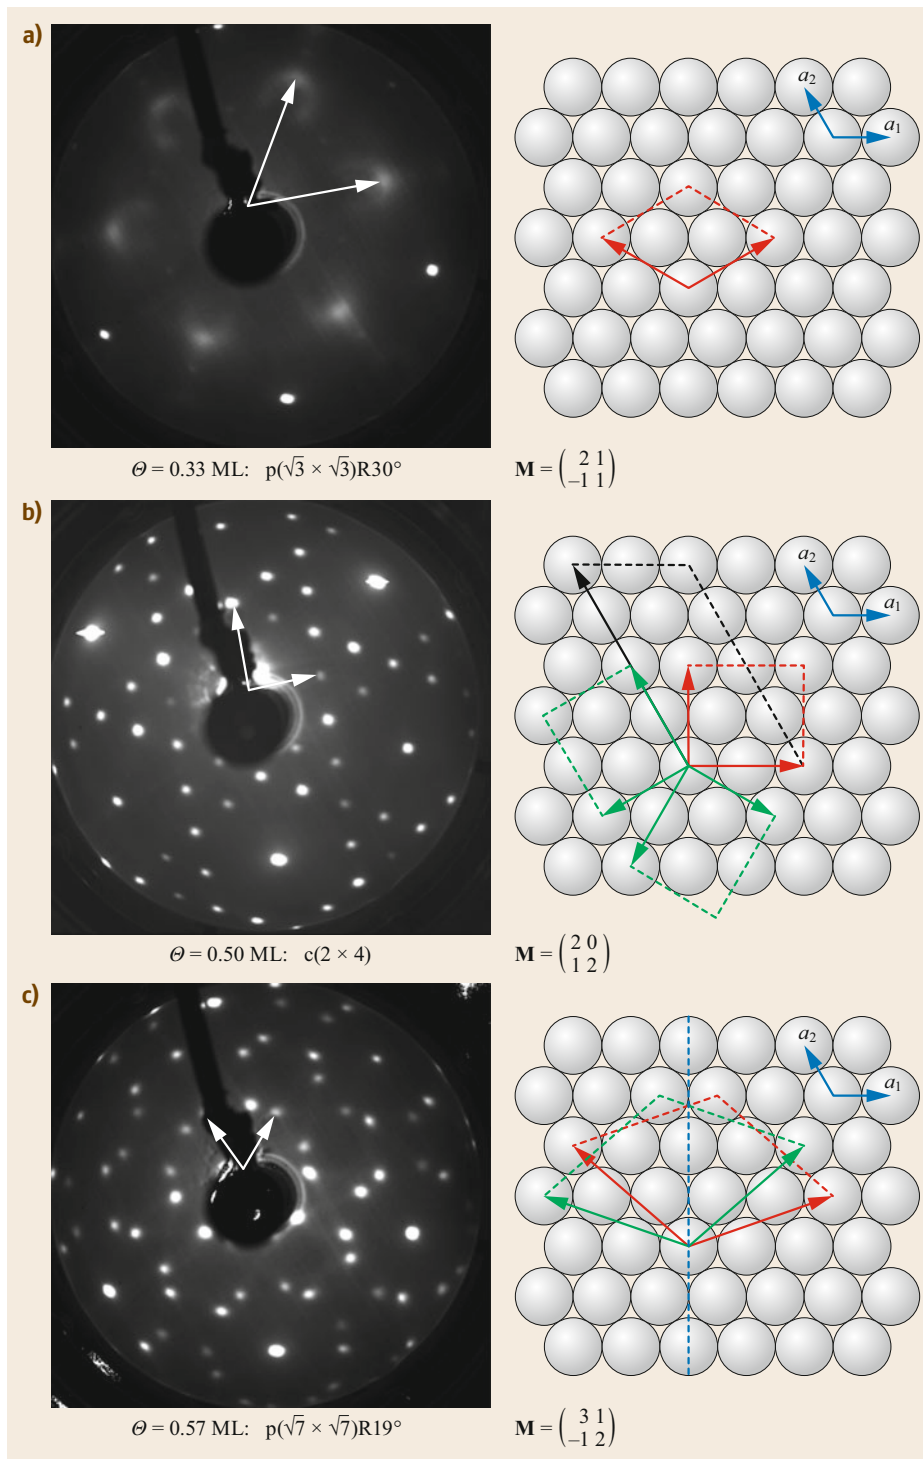 a)
a₂
a₁
Θ = 0.33 ML: p(√3 × √3)R30°
M = ( 2 1
–1 1 )
b)
a₂
a₁
Θ = 0.50 ML: c(2 × 4)
M = ( 2 0
1 2 )
c)
a₂
a₁
Θ = 0.57 ML: p(√7 × √7)R19°
M = ( 3 1
–1 2 )